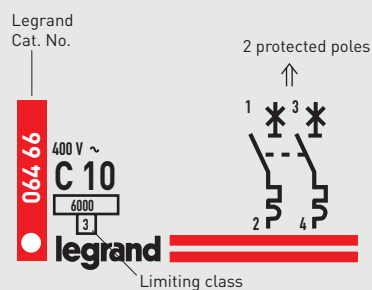 Legrand
Cat. No.
2 protected poles
1 3
064 66
400 V ~
C 10
6000
3
2 4
legrand
Limiting class